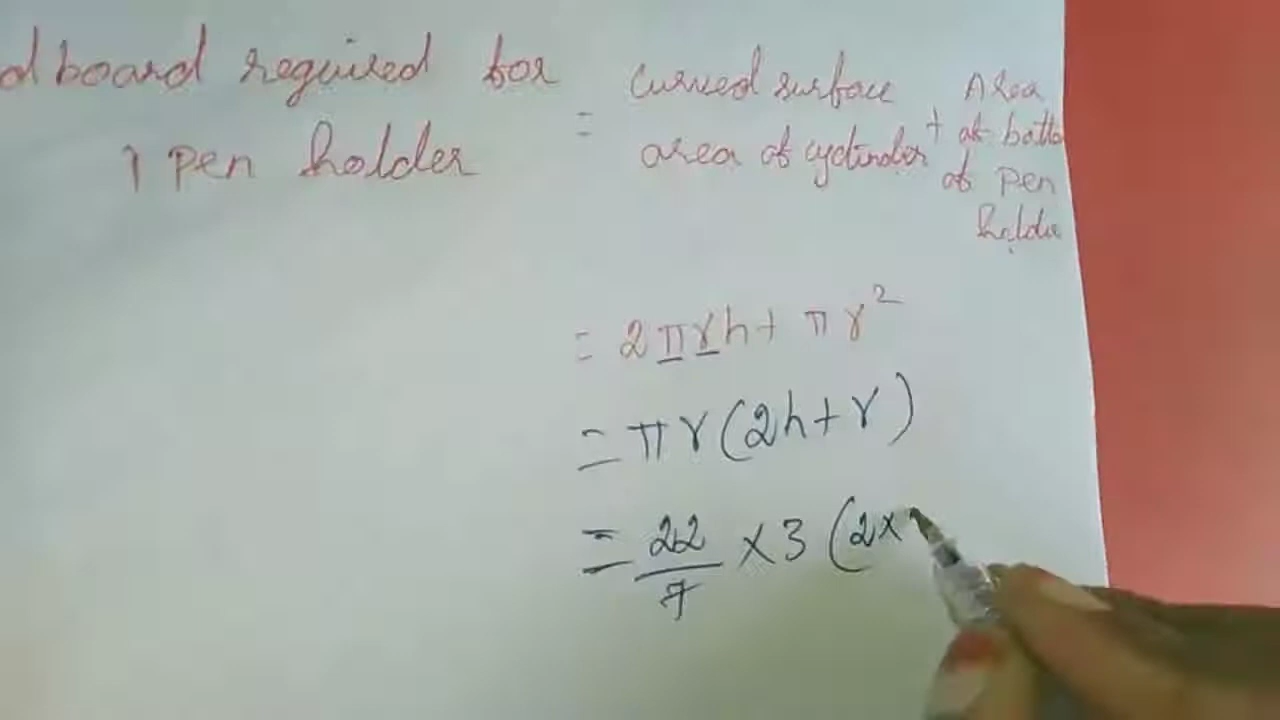 dboard required for = curved surface area of cylinder + Area of botto of pen holder
1 pen holder
= 2πrh + πr²
= πr(2h+r)
= 22/7 × 3 (2×